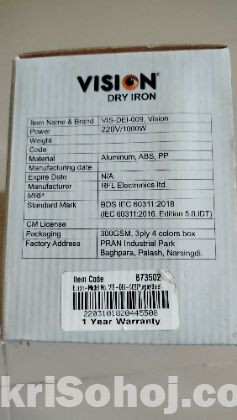 VISION
DRY IRON
Item Name & Brand VIS-DEI-009, Vision
Power 220V/1000W
Weight
Code
Material Aluminum, ABS, PP
Manufacturing date
Expire Date N/A
Manufacturer RFL Electronics ltd.
MRP
Standard Mark BDS IEC 60311:2018
(IEC 60311:2016, Edition 5.0,IDT)
CM License
Packaging 300GSM, 3ply 4 colors box
Factory Address PRAN Industrial Park
Baghpara, Palash, Narsingdi.
Item Code 873502
2203101820445500
1 Year Warranty
kriSohoj.com